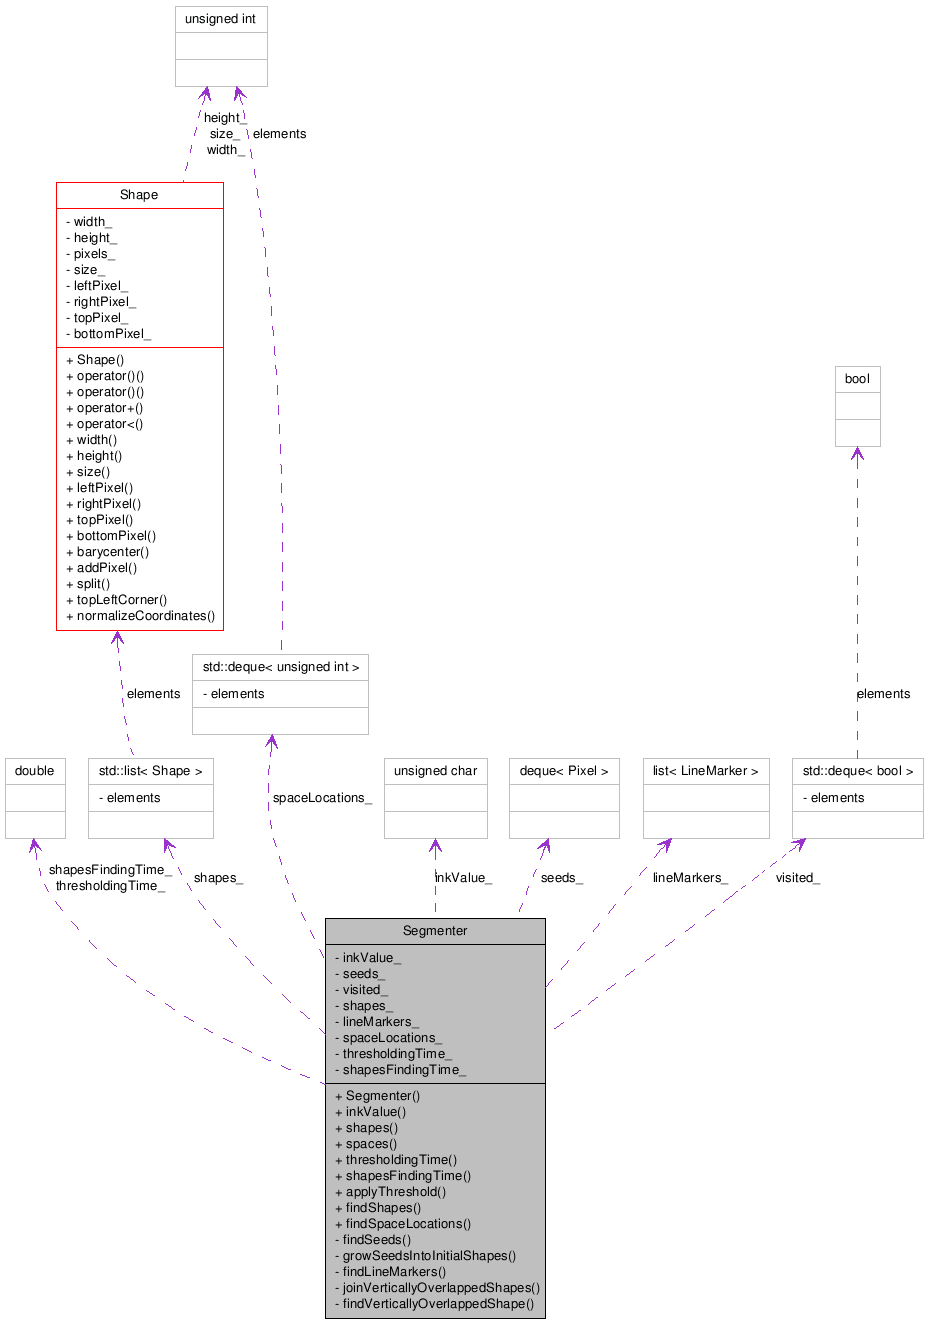 unsigned int
height_
size_
width_
elements
Shape
- width_
- height_
- pixels_
- size_
- leftPixel_
- rightPixel_
- topPixel_
- bottomPixel_
+ Shape()
+ operator()()
+ operator()()
+ operator+()
+ operator<()
+ width()
+ height()
+ size()
+ leftPixel()
+ rightPixel()
+ topPixel()
+ bottomPixel()
+ barycenter()
+ addPixel()
+ split()
+ topLeftCorner()
+ normalizeCoordinates()
bool
elements
std::deque< unsigned int >
- elements
elements
double
std::list< Shape >
- elements
spaceLocations_
unsigned char
deque< Pixel >
list< LineMarker >
std::deque< bool >
- elements
shapesFindingTime_
thresholdingTime_
shapes_
inkValue_
seeds_
lineMarkers_
visited_
Segmenter
- inkValue_
- seeds_
- visited_
- shapes_
- lineMarkers_
- spaceLocations_
- thresholdingTime_
- shapesFindingTime_
+ Segmenter()
+ inkValue()
+ shapes()
+ spaces()
+ thresholdingTime()
+ shapesFindingTime()
+ applyThreshold()
+ findShapes()
+ findSpaceLocations()
- findSeeds()
- growSeedsIntoInitialShapes()
- findLineMarkers()
- joinVerticallyOverlappedShapes()
- findVerticallyOverlappedShape()